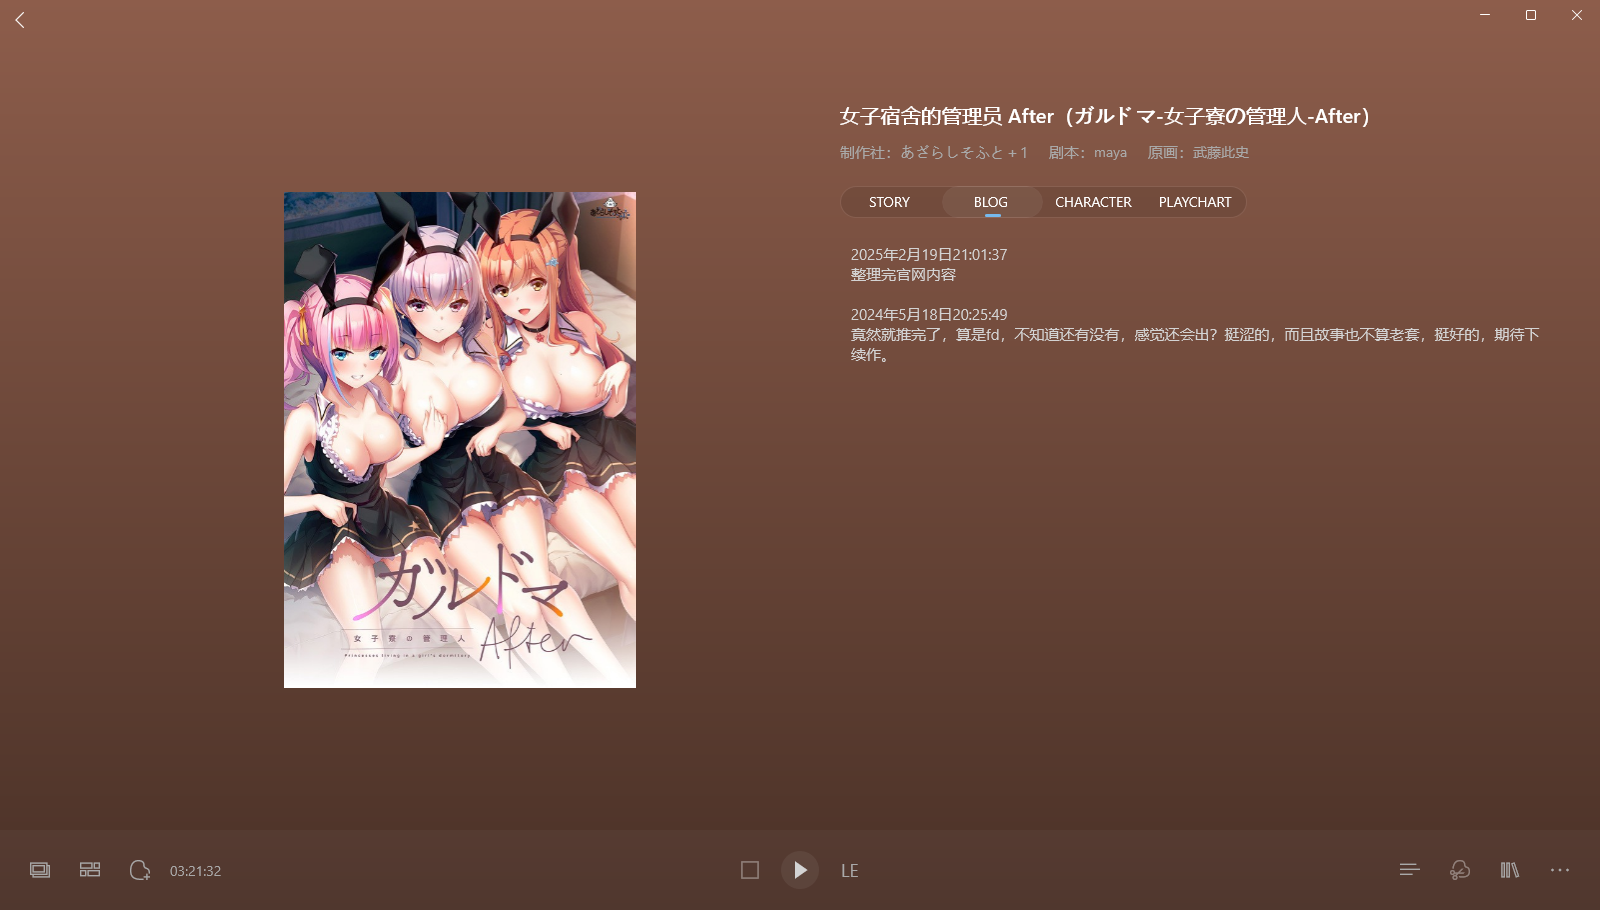 女子宿舍的管理员 After（ガルドマ-女子寮の管理人-After）
制作社：あざらしそふと＋1 剧本：maya 原画：武藤此史
STORY BLOG CHARACTER PLAYCHART
2025年2月19日21:01:37
整理完官网内容
2024年5月18日20:25:49
竟然就推完了，算是fd，不知道还有没有，感觉还会出？挺涩的，而且故事也不算老套，挺好的，期待下
续作。
ガルドマ
女子寮の管理人
After
Princesses living in a girl's dormitory
03:21:32
LE